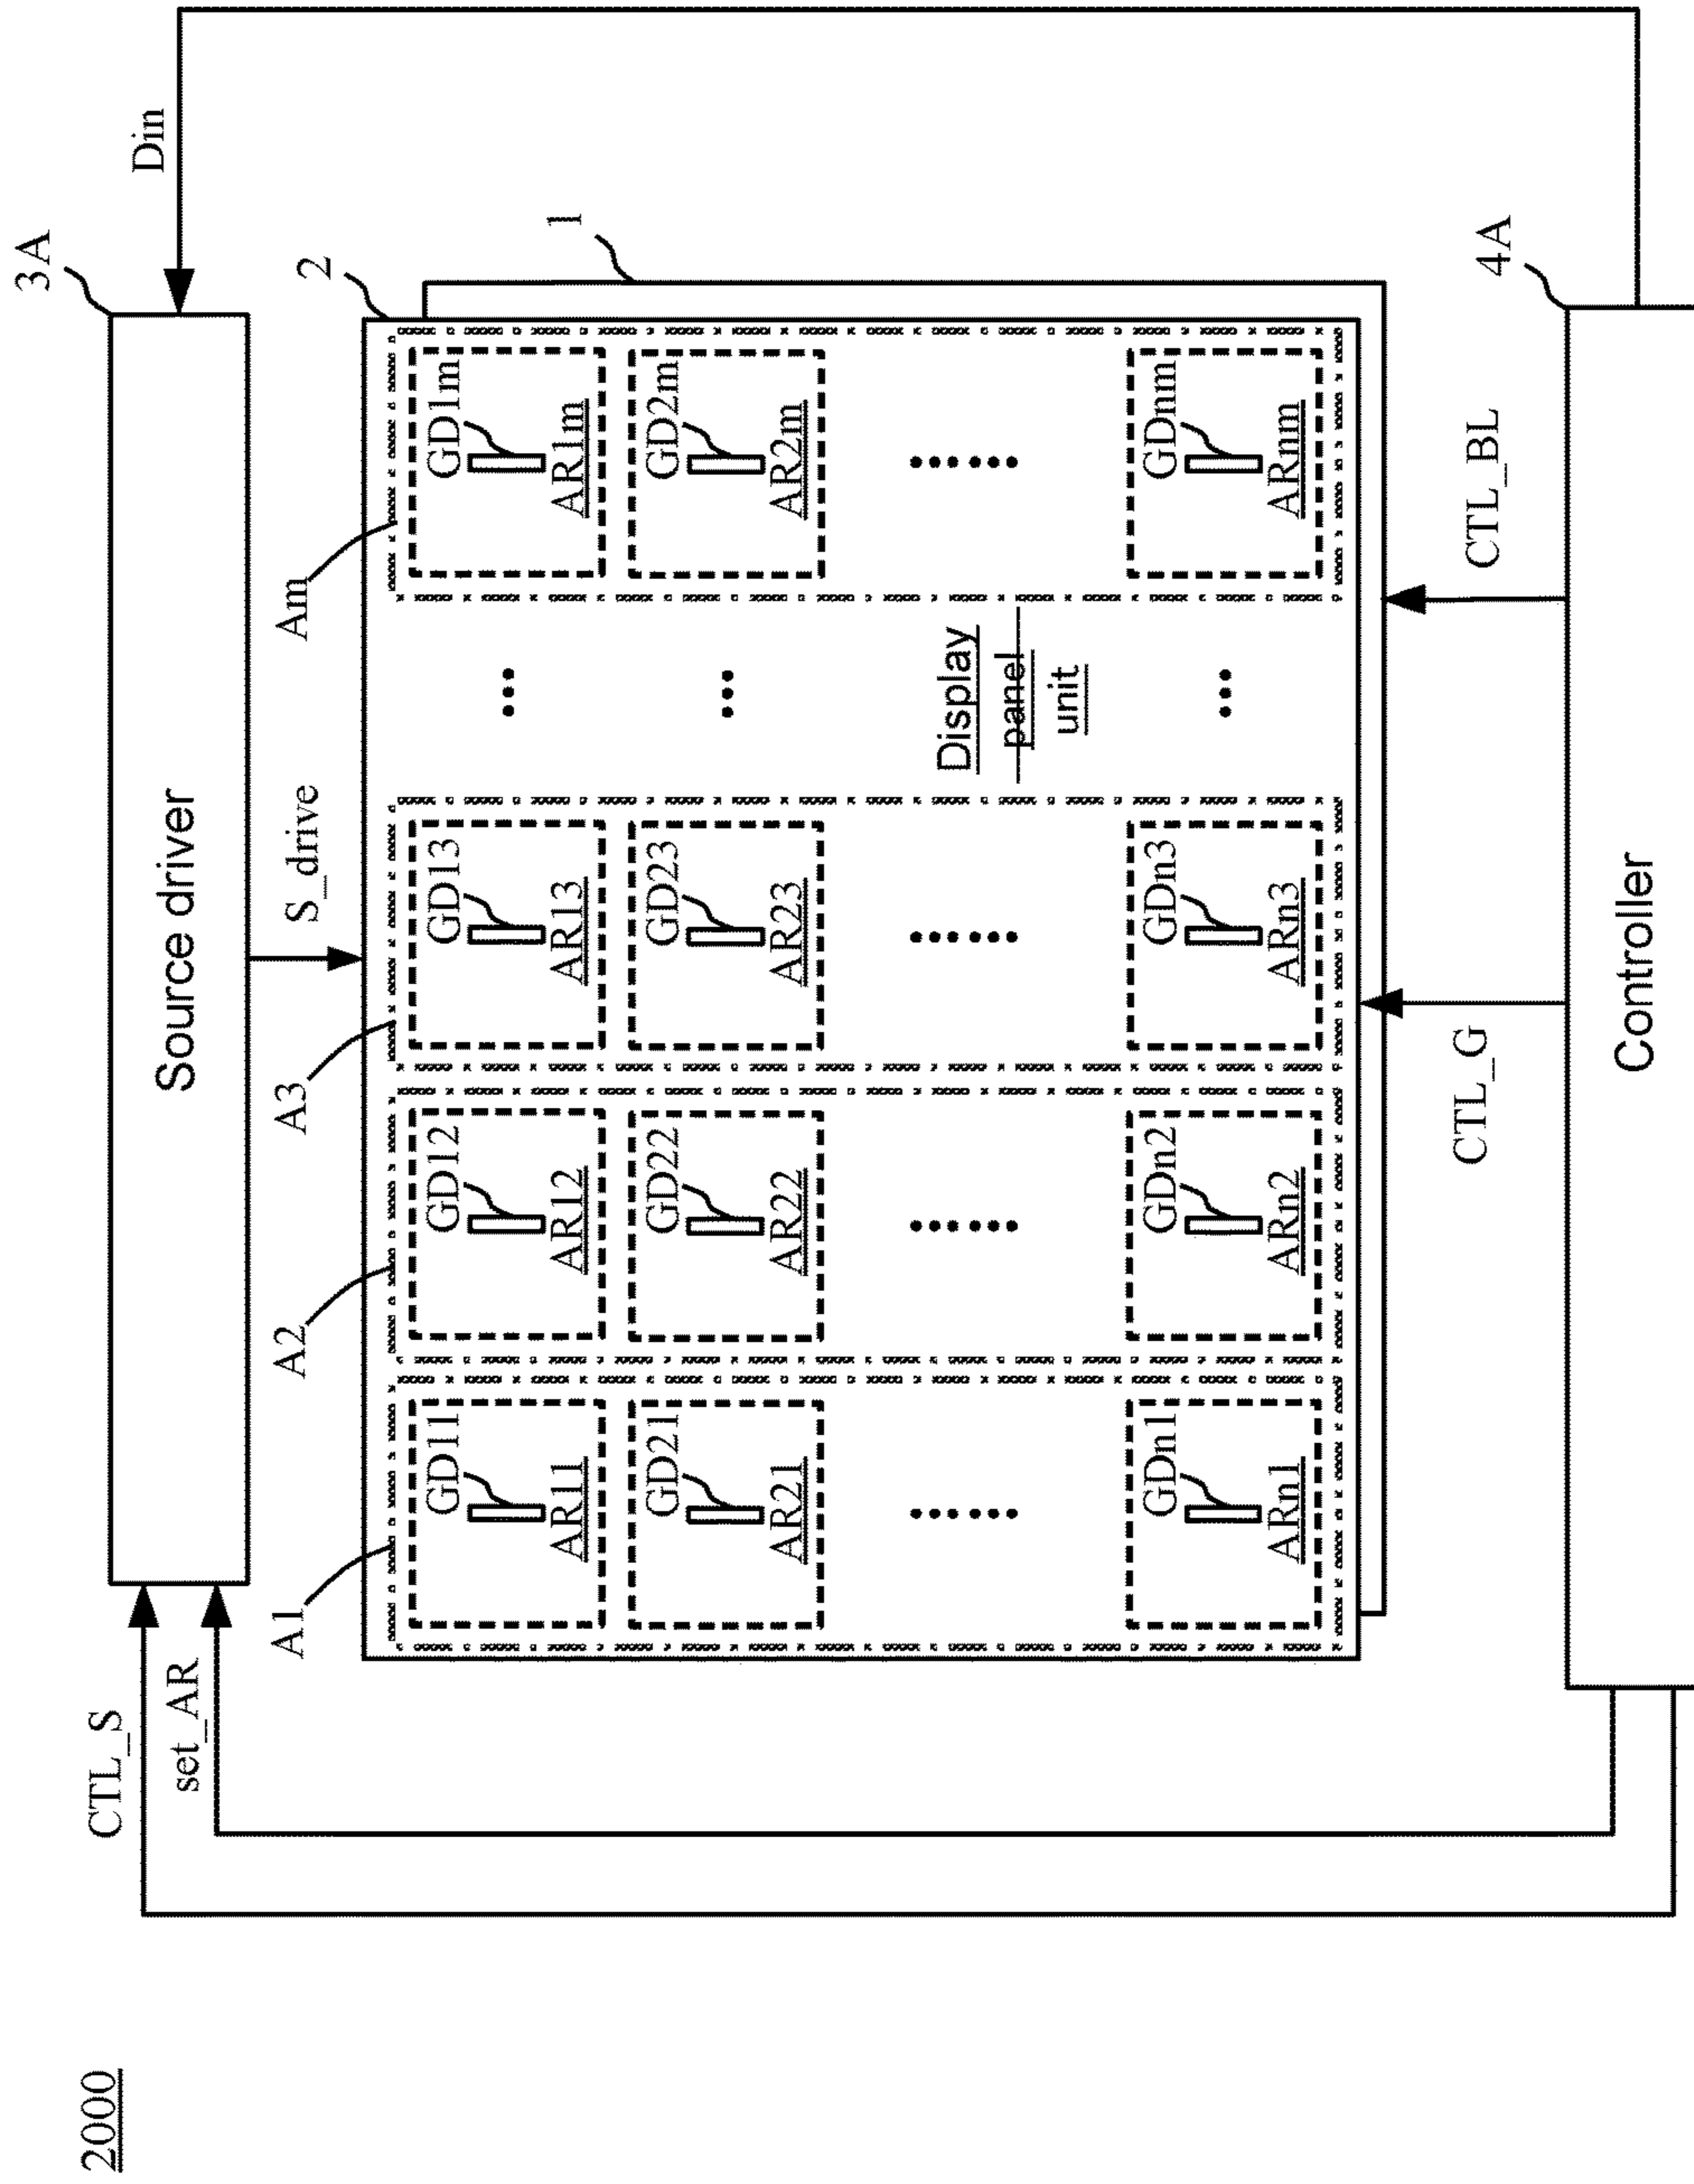 2000
CTL_S
set_AR
Din
3A
Source driver
S_drive
A1
A2
A3
Am
2
1
GD11
AR11
GD12
AR12
GD13
AR13
GD1m
AR1m
GD21
AR21
GD22
AR22
GD23
AR23
GD2m
AR2m
Display
panel
unit
GDn1
ARn1
GDn2
ARn2
GDn3
ARn3
GDnm
ARnm
CTL_G
CTL_BL
4A
Controller